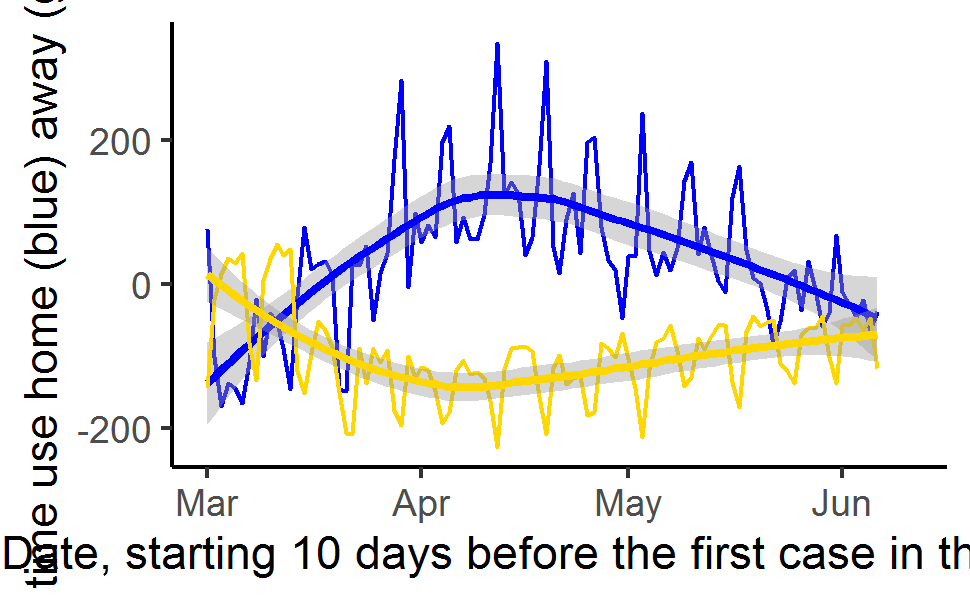 time use home (blue) away (
200
0
-200
Mar Apr May Jun
Date, starting 10 days before the first case in th